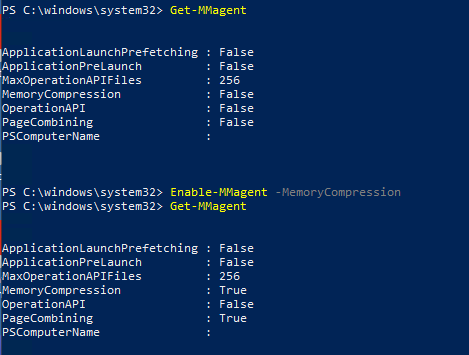 PS C:\windows\system32> Get-MMagent
ApplicationLaunchPrefetching : False
ApplicationPreLaunch : False
MaxOperationAPIFiles : 256
MemoryCompression : False
OperationAPI : False
PageCombining : False
PSComputerName :
PS C:\windows\system32> Enable-MMagent -MemoryCompression
PS C:\windows\system32> Get-MMagent
ApplicationLaunchPrefetching : False
ApplicationPreLaunch : False
MaxOperationAPIFiles : 256
MemoryCompression : True
OperationAPI : False
PageCombining : True
PSComputerName :